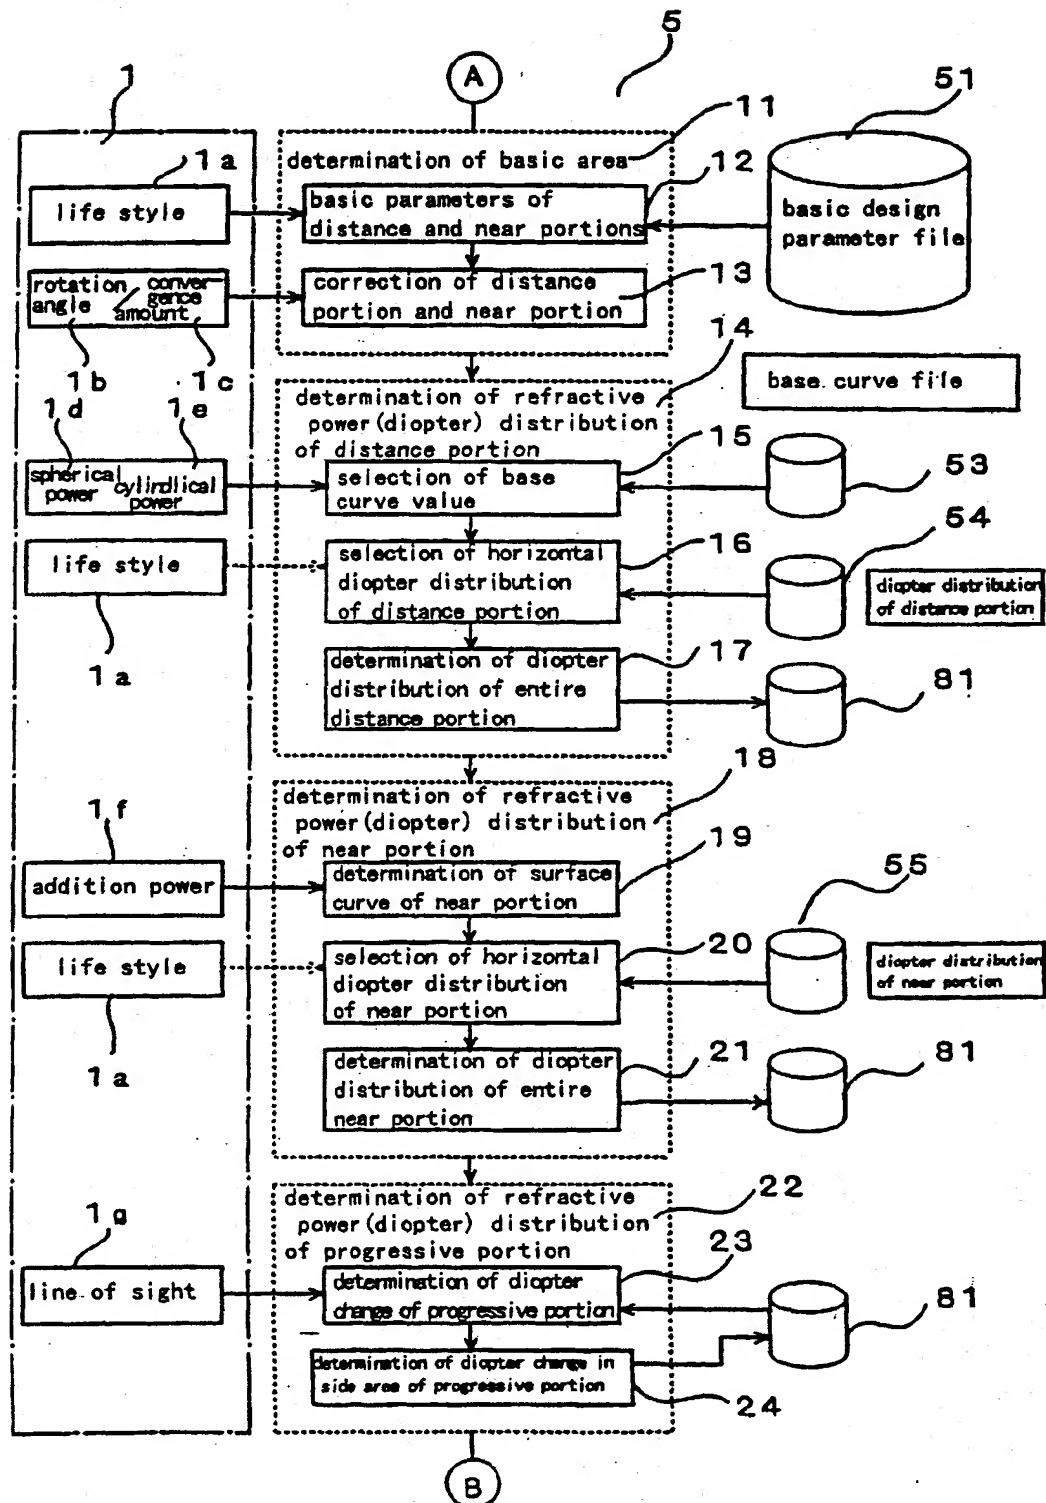 5
A
1
11
51
determination of basic area
1a
12
life style
basic parameters of
distance and near portions
basic design
parameter file
rotation
angle
conver-
gence
amount
13
correction of distance
portion and near portion
1b
1c
14
base curve file
1d
1e
determination of refractive
power(diopter) distribution
of distance portion
15
spherical
power
cylindlical
power
selection of base
curve value
53
54
life style
16
selection of horizontal
diopter distribution
of distance portion
diopter distribution
of distance portion
1a
17
determination of diopter
distribution of entire
distance portion
81
18
determination of refractive
power(diopter) distribution
of near portion
1f
19
addition power
determination of surface
curve of near portion
55
life style
20
selection of horizontal
diopter distribution
of near portion
diopter distribution
of near portion
1a
21
determination of diopter
distribution of entire
near portion
81
22
determination of refractive
power(diopter) distribution
of progressive portion
1g
23
line of sight
determination of diopter
change of progressive portion
81
determination of diopter change in
side area of progressive portion
24
B